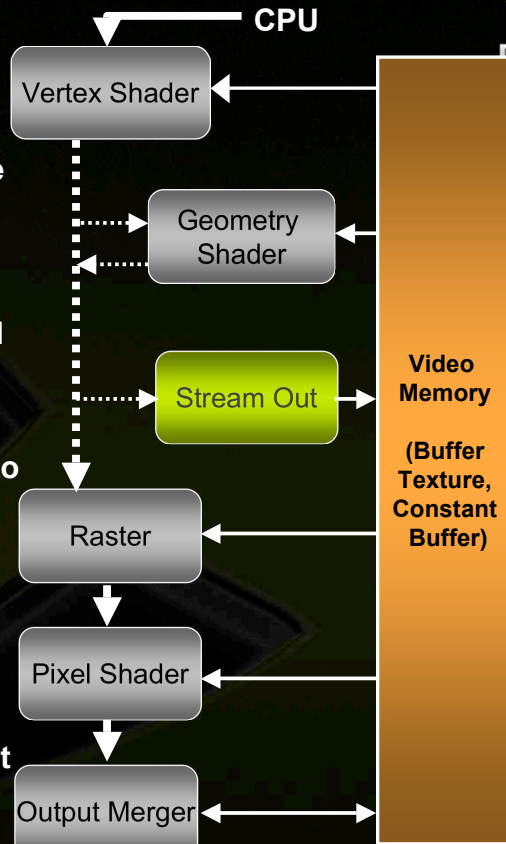 CPU
Vertex Shader
Geometry
Shader
Stream Out
Video
Memory
(Buffer
Texture,
Constant
Buffer)
Raster
Pixel Shader
Output Merger